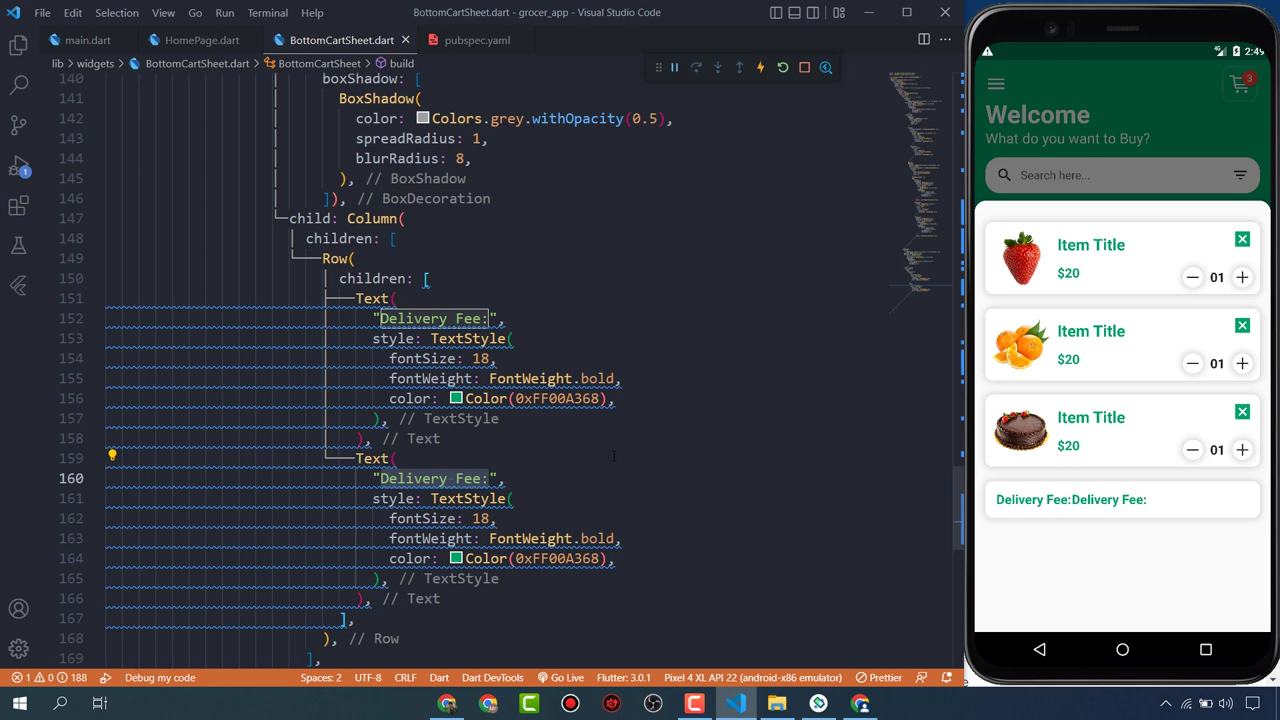 File Edit Selection View Go Run Terminal Help BottomCartSheet.dart - grocer_app - Visual Studio Code
main.dart HomePage.dart BottomCartSheet.dart pubspec.yaml
lib > widgets > BottomCartSheet.dart > BottomCartSheet > build
140 boxShadow: [
141 BoxShadow(
142 color: Colors.grey.withOpacity(0.5),
143 spreadRadius: 1,
144 blurRadius: 8,
145 ), // BoxShadow
146 ]), // BoxDecoration
147 child: Column(
148 children: [
149 Row(
150 children: [
151 Text(
152 "Delivery Fee:",
153 style: TextStyle(
154 fontSize: 18,
155 fontWeight: FontWeight.bold,
156 color: Color(0xFF00A368),
157 ), // TextStyle
158 ), // Text
159 Text(
160 "Delivery Fee:",
161 style: TextStyle(
162 fontSize: 18,
163 fontWeight: FontWeight.bold,
164 color: Color(0xFF00A368),
165 ), // TextStyle
166 ), // Text
167 ],
168 ), // Row
169 ],
1
1 0 188 Debug my code Spaces: 2 UTF-8 CRLF Dart Dart DevTools Go Live Flutter: 3.0.1 Pixel 4 XL API 22 (android-x86 emulator) Prettier
2:49
3
Welcome
What do you want to Buy?
Search here...
Item Title
$20 01
Item Title
$20 01
Item Title
$20 01
Delivery Fee:Delivery Fee: